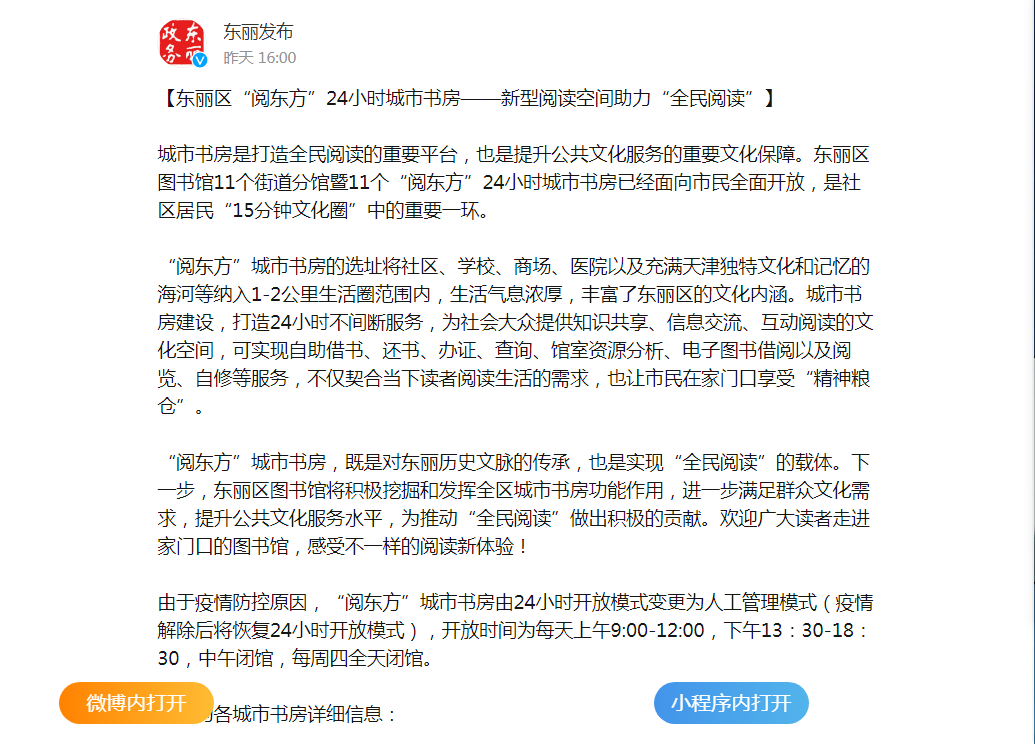 东丽
政务
东丽发布
昨天 16:00
【东丽区“阅东方”24小时城市书房——新型阅读空间助力“全民阅读”】
城市书房是打造全民阅读的重要平台，也是提升公共文化服务的重要文化保障。东丽区
图书馆11个街道分馆暨11个“阅东方”24小时城市书房已经面向市民全面开放，是社
区居民“15分钟文化圈”中的重要一环。
“阅东方”城市书房的选址将社区、学校、商场、医院以及充满天津独特文化和记忆的
海河等纳入1-2公里生活圈范围内，生活气息浓厚，丰富了东丽区的文化内涵。城市书
房建设，打造24小时不间断服务，为社会大众提供知识共享、信息交流、互动阅读的文
化空间，可实现自助借书、还书、办证、查询、馆室资源分析、电子图书借阅以及阅
览、自修等服务，不仅契合当下读者阅读生活的需求，也让市民在家门口享受“精神粮
仓”。
“阅东方”城市书房，既是对东丽历史文脉的传承，也是实现“全民阅读”的载体。下
一步，东丽区图书馆将积极挖掘和发挥全区城市书房功能作用，进一步满足群众文化需
求，提升公共文化服务水平，为推动“全民阅读”做出积极的贡献。欢迎广大读者走进
家门口的图书馆，感受不一样的阅读新体验！
由于疫情防控原因，“阅东方”城市书房由24小时开放模式变更为人工管理模式（疫情
解除后将恢复24小时开放模式），开放时间为每天上午9:00-12:00，下午13：30-18：
30，中午闭馆，每周四全天闭馆。
各城市书房详细信息：
微博内打开
小程序内打开